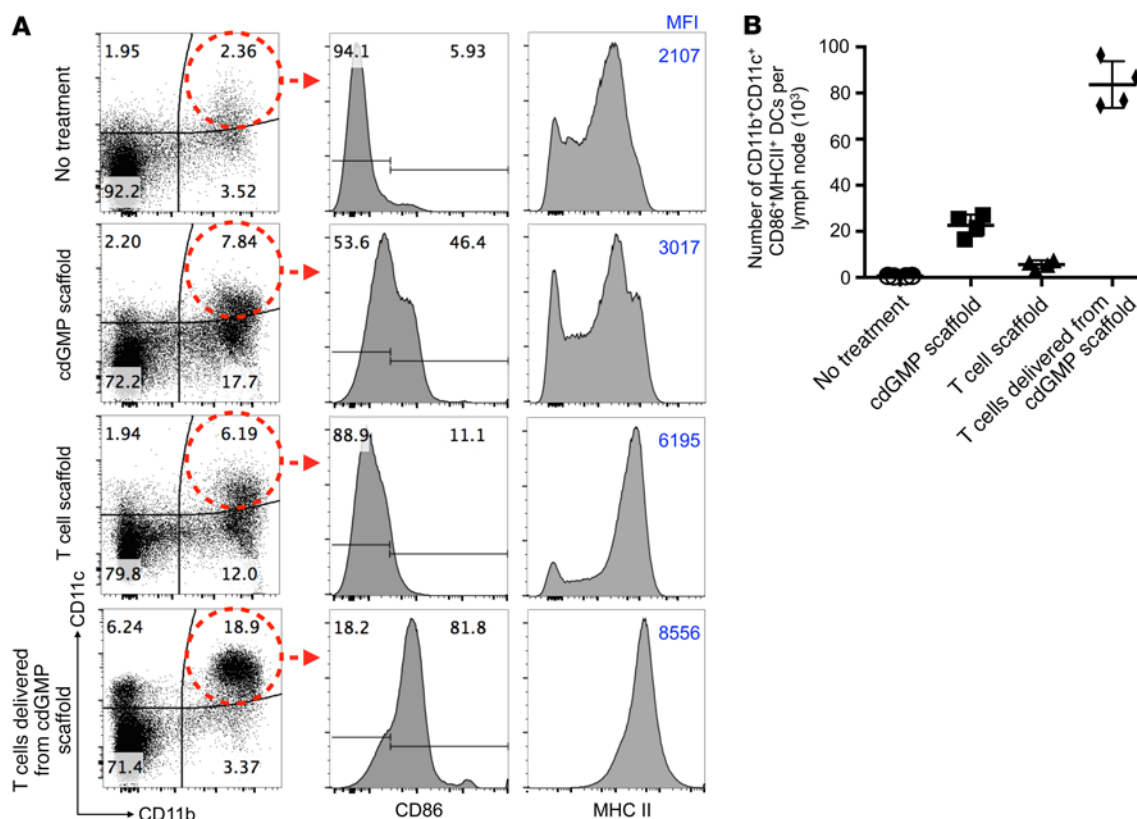 A
B
MFI
No treatment
1.95
2.36
92.2
3.52
94.1
5.93
2107
cdGMP scaffold
2.20
7.84
72.2
17.7
53.6
46.4
3017
T cell scaffold
1.94
6.19
79.8
12.0
88.9
11.1
6195
T cells delivered
from cdGMP
scaffold
6.24
18.9
71.4
3.37
18.2
81.8
8556
CD11c
CD11b
CD86
MHC II
Number of CD11b⁺CD11c⁺
CD86⁺MHCII⁺ DCs per
lymph node (10³)
100
80
60
40
20
0
No treatment
cdGMP scaffold
T cell scaffold
T cells delivered from
cdGMP scaffold